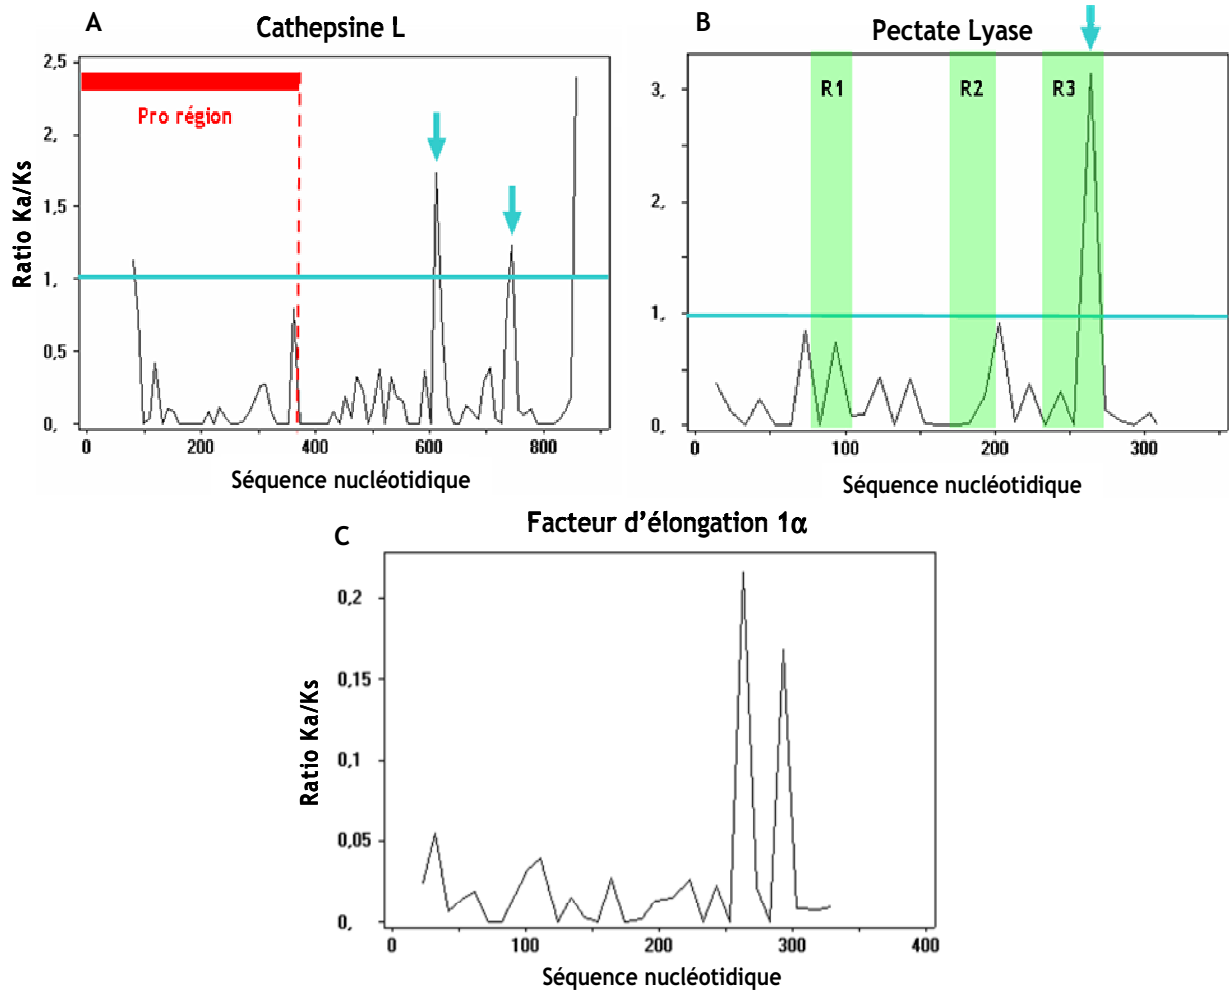 A
Cathepsine L
2,5
2,
1,5
1,
0,5
0,
Pro région
Ratio Ka/Ks
0
200
400
600
800
Séquence nucléotidique
B
Pectate Lyase
3,
2,
1,
0,
R1
R2
R3
0
100
200
300
Séquence nucléotidique
C
Facteur d'élongation 1α
0,2
0,15
0,1
0,05
0,
Ratio Ka/Ks
0
100
200
300
400
Séquence nucléotidique